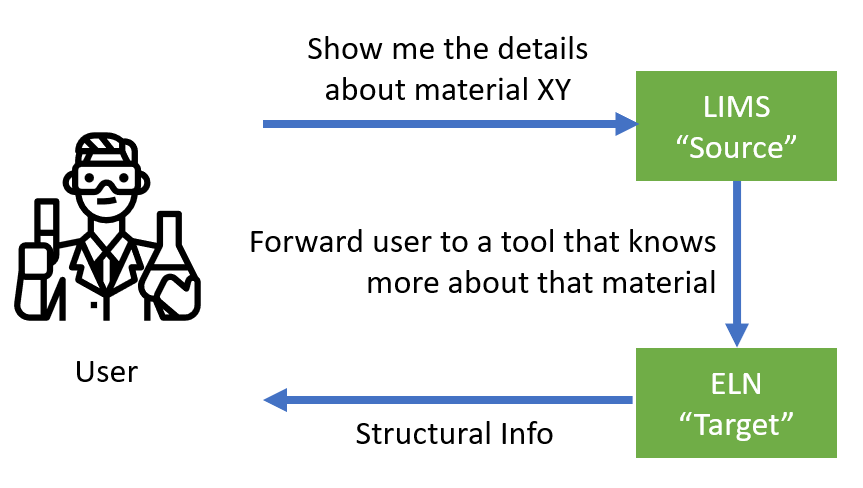 Show me the details
about material XY
LIMS
“Source”
Forward user to a tool that knows
more about that material
User
ELN
“Target”
Structural Info